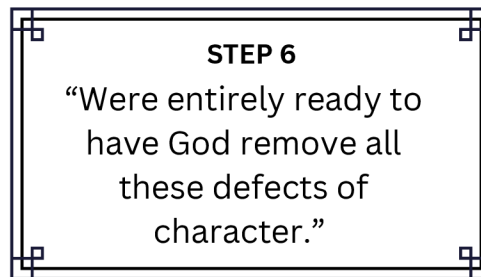 STEP 6
“Were entirely ready to
have God remove all
these defects of
character.”